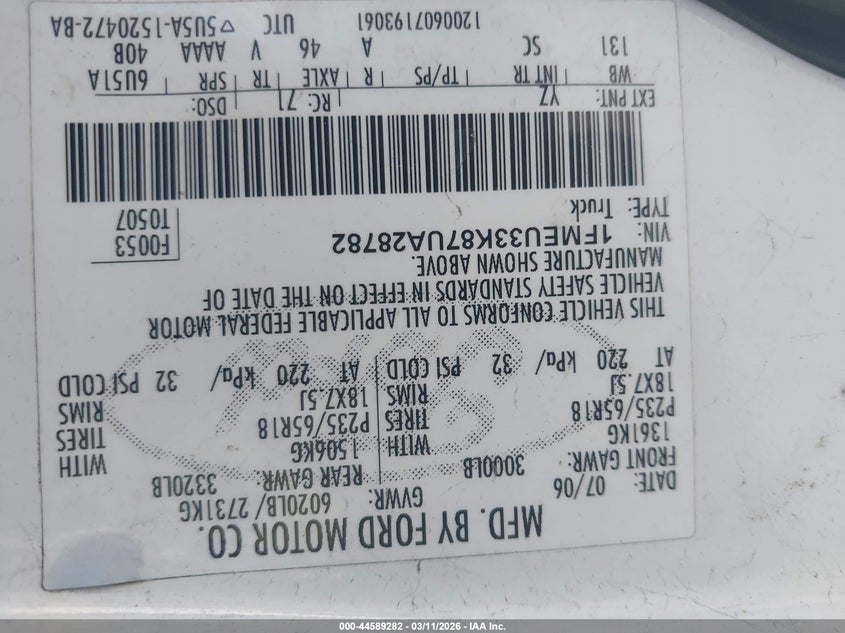 MFD. BY FORD MOTOR CO.
DATE: 07/06 GVWR: 6020LB/ 2731KG
FRONT GAWR: 3000LB REAR GAWR: 3320LB
1361KG WITH 1506KG WITH
P235/65R18 TIRES P235/65R18 TIRES
18X7.5J RIMS 18X7.5J RIMS
AT 220 kPa/ 32 PSI COLD AT 220 kPa/ 32 PSI COLD
THIS VEHICLE CONFORMS TO ALL APPLICABLE FEDERAL MOTOR
VEHICLE SAFETY STANDARDS IN EFFECT ON THE DATE OF
MANUFACTURE SHOWN ABOVE.
VIN: 1FMEU33K87UA28782 F0053
TYPE: Truck T0507
EXT PNT: YZ RC: 71 DSO:
WB INT TR TP/PS R AXLE TR SPR 6U51A
131 SC A 46 V AAAA 40B
1200607193061 UTC ▽5U5A-1520472-BA
000-44589282 - 03/11/2026 - IAA Inc.